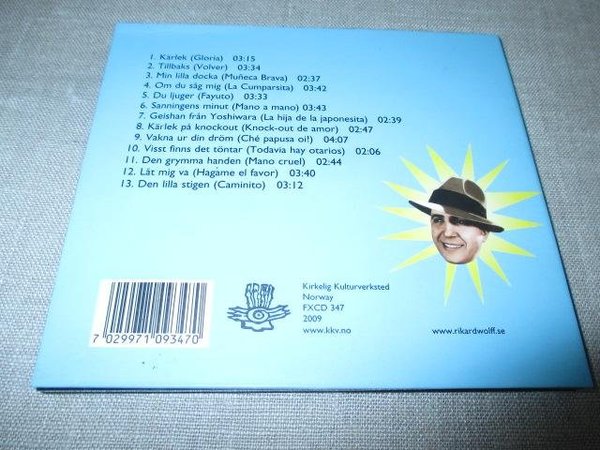 1. Kärlek (Gloria) 03:15
2. Tillbaks (Volver) 03:34
3. Min lilla docka (Muñeca Brava) 02:37
4. Om du såg mig (La Cumparsita) 03:42
5. Du ljuger (Fayuto) 03:33
6. Sanningens minut (Mano a mano) 03:43
7. Geishan från Yoshiwara (La hija de la japonesita) 02:39
8. Kärlek på knockout (Knock-out de amor) 02:47
9. Vakna ur din dröm (Ché papusa oi!) 04:07
10. Visst finns det töntar (Todavia hay otarios) 02:06
11. Den grymma handen (Mano cruel) 02:44
12. Låt mig va (Hagame el favor) 03:40
13. Den lilla stigen (Caminito) 03:12
Kirkelig Kulturverksted
Norway
FXCD 347
2009
www.kkv.no
www.rikardwolff.se
7 029971 093470